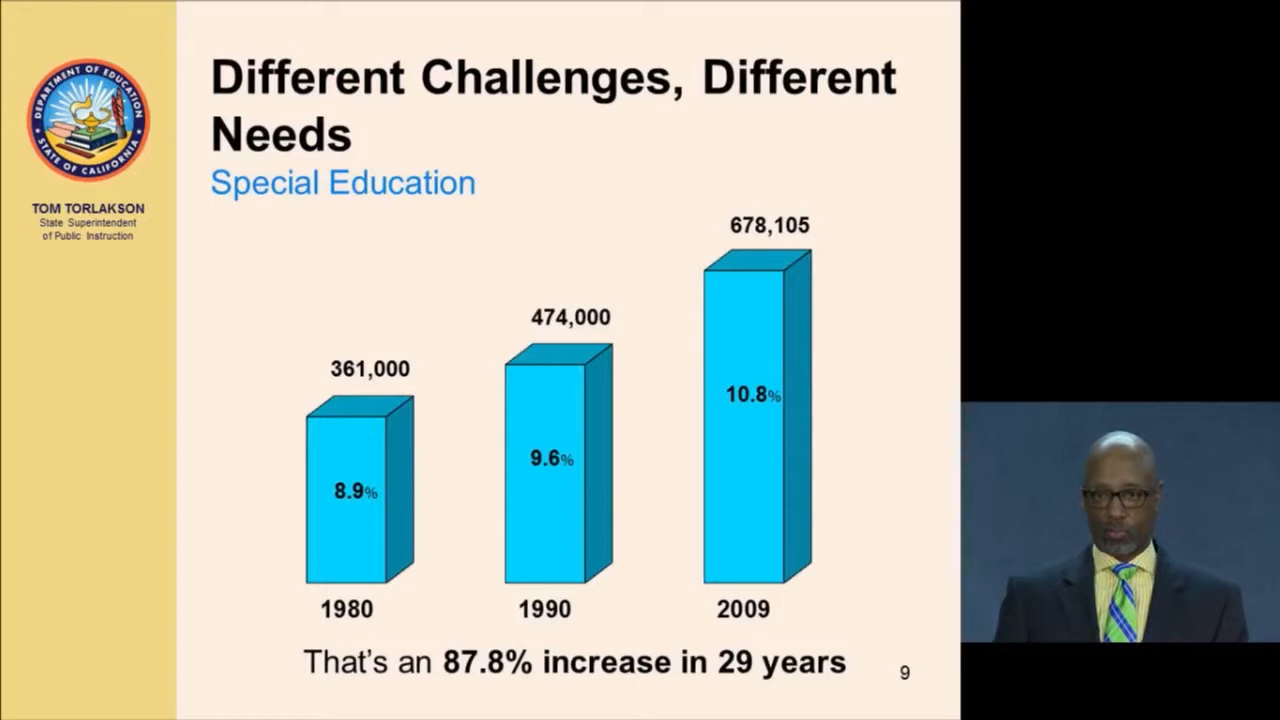 DEPARTMENT OF EDUCATION
STATE OF CALIFORNIA
TOM TORLAKSON
State Superintendent
of Public Instruction
Different Challenges, Different
Needs
Special Education
361,000
474,000
678,105
8.9%
9.6%
10.8%
1980
1990
2009
That's an 87.8% increase in 29 years
9